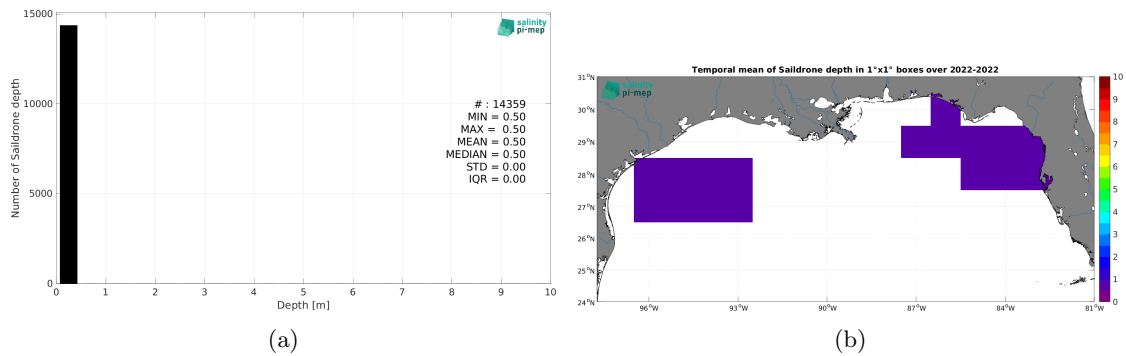 15000
10000
5000
0
Number of Saildrone depth
salinity
pi-mep
# : 14359
MIN = 0.50
MAX = 0.50
MEAN = 0.50
MEDIAN = 0.50
STD = 0.00
IQR = 0.00
0 1 2 3 4 5 6 7 8 9 10
Depth [m]
(a)
Temporal mean of Saildrone depth in 1°x1° boxes over 2022-2022
salinity
pi-mep
31°N
30°N
29°N
28°N
27°N
26°N
25°N
24°N
96°W 93°W 90°W 87°W 84°W 81°W
10
9
8
7
6
5
4
3
2
1
0
(b)